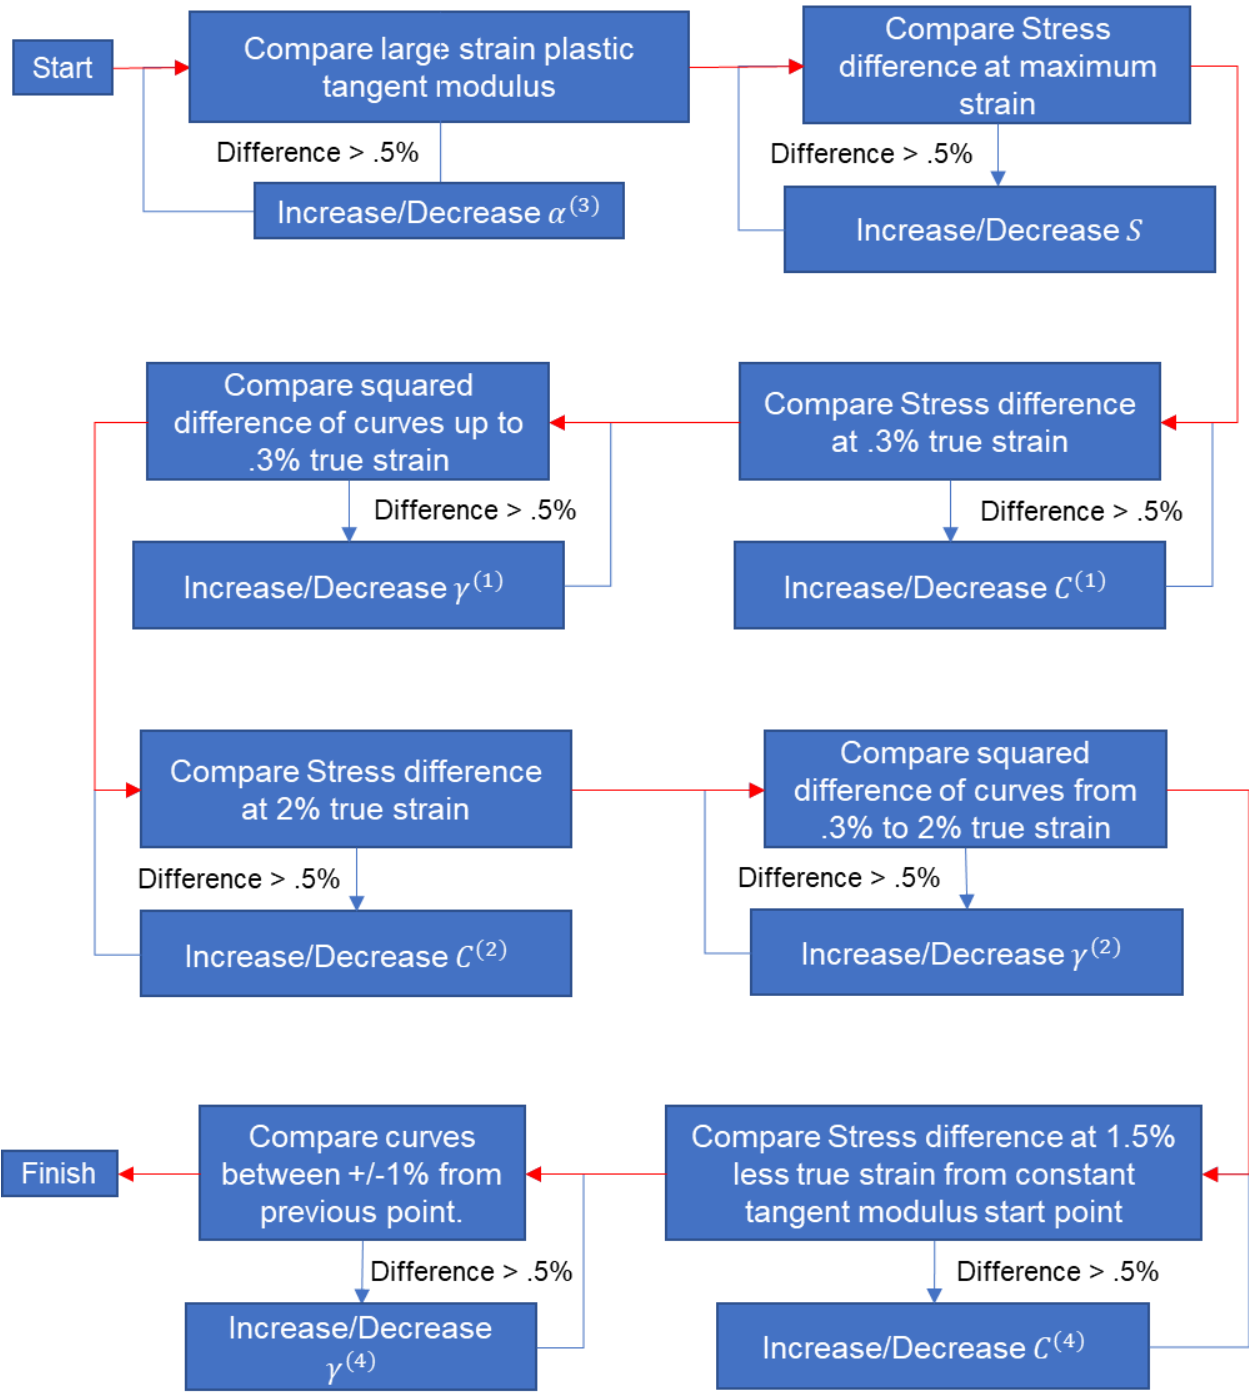 Start
Compare large strain plastic
tangent modulus
Difference > .5%
Increase/Decrease α⁽³⁾
Compare Stress
difference at maximum
strain
Difference > .5%
Increase/Decrease S
Compare Stress difference
at .3% true strain
Difference > .5%
Increase/Decrease C⁽¹⁾
Compare squared
difference of curves up to
.3% true strain
Difference > .5%
Increase/Decrease γ⁽¹⁾
Compare Stress difference
at 2% true strain
Difference > .5%
Increase/Decrease C⁽²⁾
Compare squared
difference of curves from
.3% to 2% true strain
Difference > .5%
Increase/Decrease γ⁽²⁾
Compare Stress difference at 1.5%
less true strain from constant
tangent modulus start point
Difference > .5%
Increase/Decrease C⁽⁴⁾
Compare curves
between +/-1% from
previous point.
Difference > .5%
Increase/Decrease
γ⁽⁴⁾
Finish